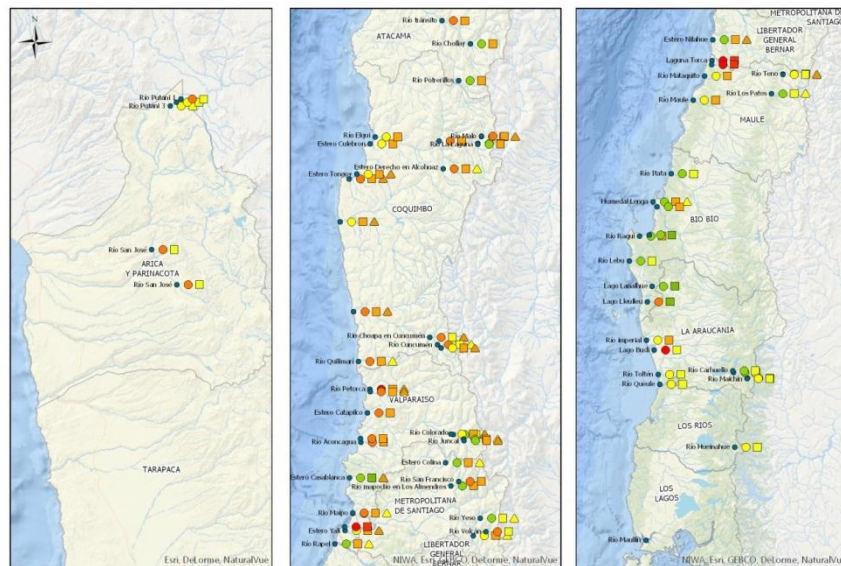 N
Río Putani 1
Río Putani 3
Río San José
ARICA
Y PARINACOTA
Río San José
TARAPACA
Esri, DeLorme, NaturalVue
Río tránsito
ATACAMA
Río Chollay
Río Potrerillos
Río Elqui
Río Malo
Estero Culebron
Río La Laguna
Estero Derecho en Alcohuaz
Estero Tongoy
COQUIMBO
Río Choapa en Cuncumén
Río Cuncumén
Río Quilimarí
Río Petorca
VALPARAISO
Estero Catapilco
Río Colorado
Río Aconcagua
Río Juncal
Estero Colina
Estero Casablanca
Río San Francisco
Río mapocho en Los Almendros
METROPOLITANA
DE SANTIAGO
Río Maipo
Río Yeso
Estero Yali
Río Volcán
LIBERTADOR
Río Rapel
GENERAL
BERNAR
NIWA, Esri, GEBCO, DeLorme, NaturalVue
METROPOLITANA DE
SANTIAGO
LIBERTADOR
GENERAL
BERNAR
Estero Nilahue
Laguna Torca
Río Mataquito
Río Teno
Río Los Patos
Río Maule
MAULE
Río Itata
Humedal Lenga
BIO BIO
Río Raqui
Río Lebu
Lago Lanalhue
Lago Lleulleu
LA ARAUCANIA
Río Imperial
Lago Budi
Río Carhuello
Río Toltén
Río Maichin
Río Queule
LOS RIOS
Río Hueinahue
LOS
LAGOS
Río Maullín
NIWA, Esri, GEBCO, DeLorme, NaturalVue